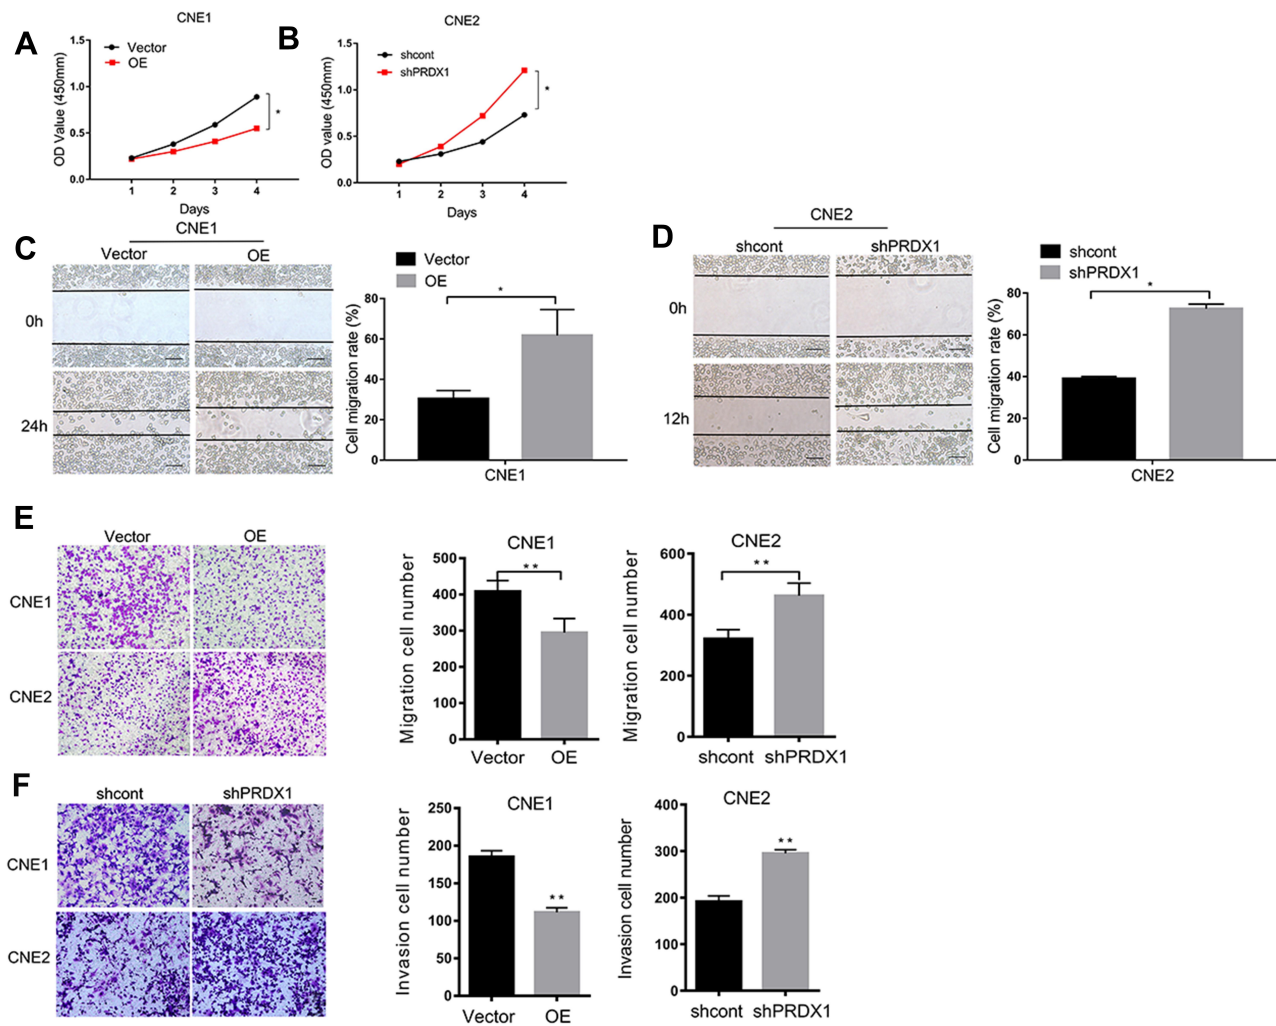 A
CNE1
OD Value (450mm)
1.5
1.0
0.5
0.0
Vector
OE
*
1 2 3 4
Days
B
CNE2
OD value (450mm)
1.5
1.0
0.5
0.0
shcont
shPRDX1
*
1 2 3 4
Days
C
CNE1
Vector OE
0h
24h
Vector
OE
Cell migration rate (%)
80
60
40
20
0
*
CNE1
D
CNE2
shcont shPRDX1
0h
12h
shcont
shPRDX1
Cell migration rate (%)
80
60
40
20
0
*
CNE2
E
Vector OE
CNE1
CNE2
CNE1
Migration cell number
500
400
300
200
100
0
**
Vector OE
CNE2
Migration cell number
600
400
200
0
**
shcont shPRDX1
F
shcont shPRDX1
CNE1
CNE2
CNE1
Invasion cell number
250
200
150
100
50
0
**
Vector OE
CNE2
Invasion cell number
400
300
200
100
0
**
shcont shPRDX1